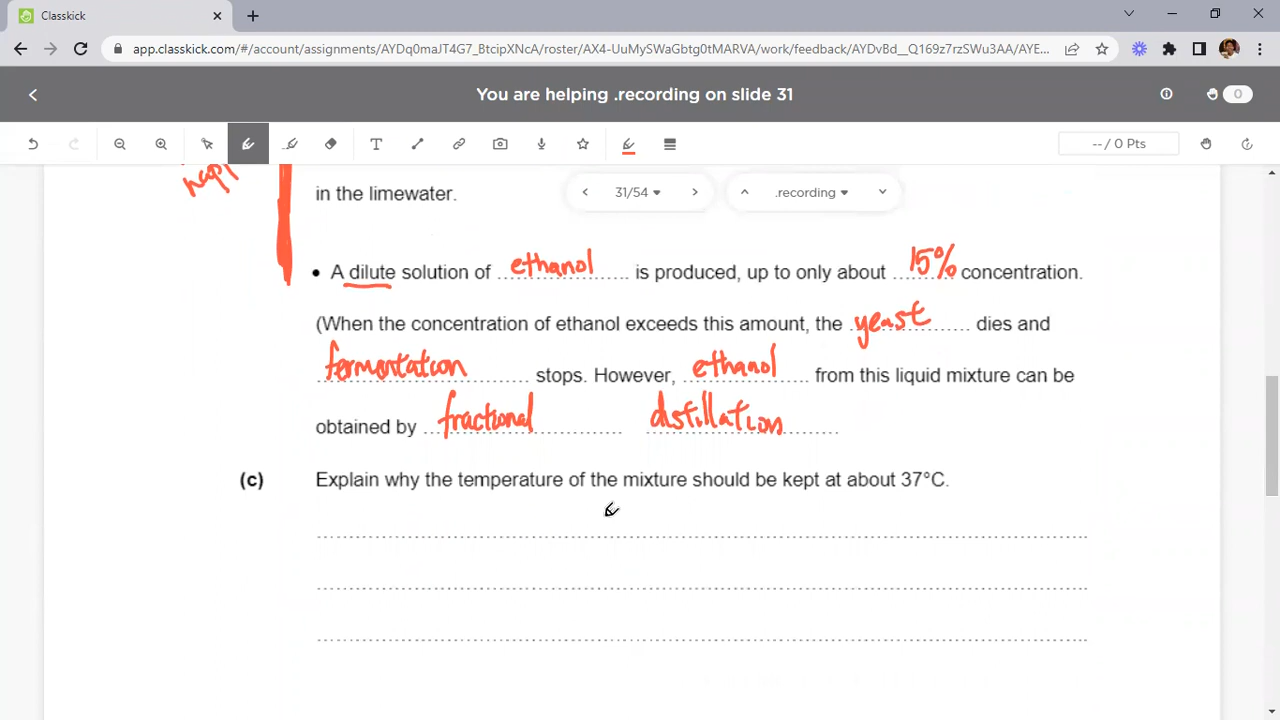 Classkick
app.classkick.com/#/account/assignments/AYDq0maJT4G7_BtcipXNcA/roster/AX4-UuMySWaGbtg0tMARVA/work/feedback/AYDvBd__Q169z7rzSWu3AA/AYE...
You are helping .recording on slide 31
0
T
-- / 0 Pts
in the limewater.
31/54
.recording
• A dilute solution of ethanol is produced, up to only about 15% concentration.
(When the concentration of ethanol exceeds this amount, the yeast dies and
fermentation stops. However, ethanol from this liquid mixture can be
obtained by fractional distillation
(c) Explain why the temperature of the mixture should be kept at about 37°C.